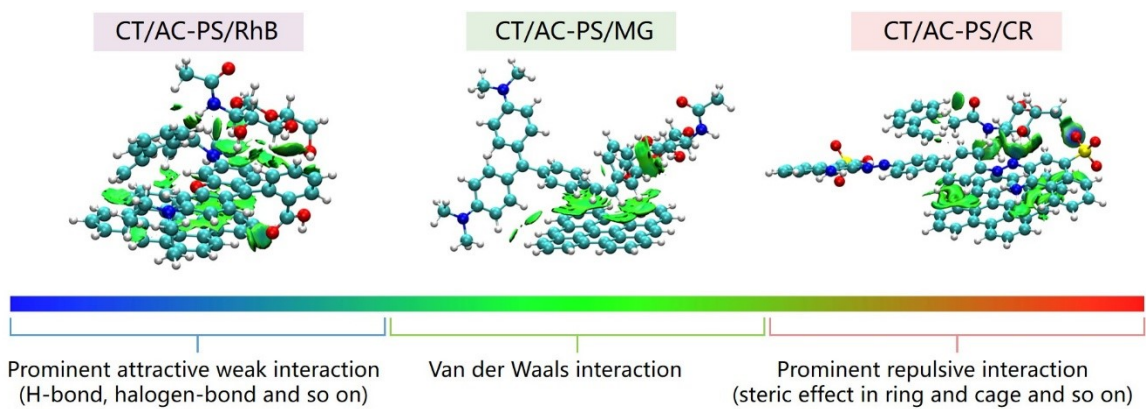 CT/AC-PS/RhB
CT/AC-PS/MG
CT/AC-PS/CR
Prominent attractive weak interaction
(H-bond, halogen-bond and so on)
Van der Waals interaction
Prominent repulsive interaction
(steric effect in ring and cage and so on)